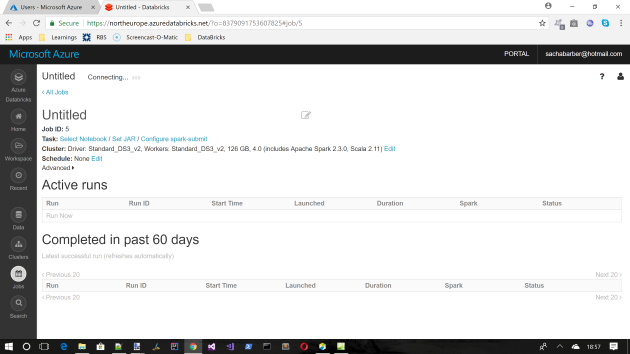 Users - Microsoft Azure
Untitled - Databricks
Secure
https://northeurope.azuredatabricks.net/?o=8379091753607825#job/5
Apps
Learnings
RBS
Screencast-O-Matic
DataBricks
Microsoft Azure
PORTAL
sachabarber@hotmail.com
Azure
Databricks
Home
Workspace
Recent
Data
Clusters
Jobs
Search
Untitled
Connecting...
?
‹ All Jobs
Untitled
Job ID: 5
Task: Select Notebook / Set JAR / Configure spark-submit
Cluster: Driver: Standard_DS3_v2, Workers: Standard_DS3_v2, 126 GB, 4.0 (includes Apache Spark 2.3.0, Scala 2.11) Edit
Schedule: None Edit
Advanced
Active runs
Run Run ID Start Time Launched Duration Spark Status
Run Now
Completed in past 60 days
Latest successful run (refreshes automatically)
‹ Previous 20 Next 20 ›
Run Run ID Start Time Launched Duration Spark Status
‹ Previous 20 Next 20 ›
18:57